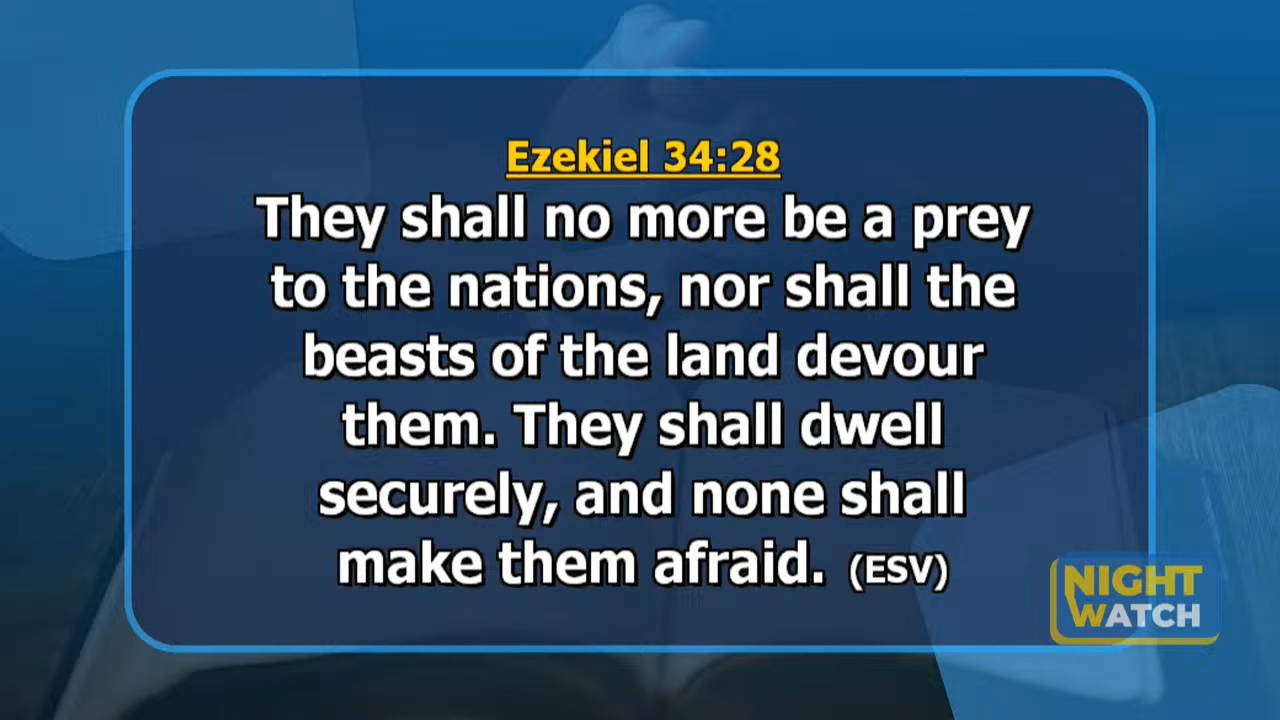 Ezekiel 34:28
They shall no more be a prey
to the nations, nor shall the
beasts of the land devour
them. They shall dwell
securely, and none shall
make them afraid. (ESV)
NIGHT
WATCH